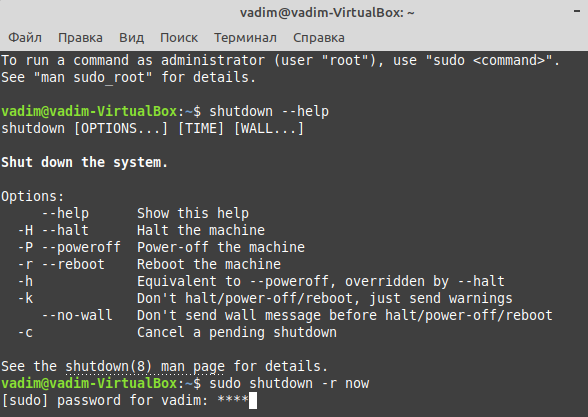 vadim@vadim-VirtualBox: ~
Файл Правка Вид Поиск Терминал Справка
To run a command as administrator (user "root"), use "sudo <command>".
See "man sudo_root" for details.
vadim@vadim-VirtualBox:~$ shutdown --help
shutdown [OPTIONS...] [TIME] [WALL...]
Shut down the system.
Options:
     --help      Show this help
  -H --halt      Halt the machine
  -P --poweroff  Power-off the machine
  -r --reboot    Reboot the machine
  -h             Equivalent to --poweroff, overridden by --halt
  -k             Don't halt/power-off/reboot, just send warnings
     --no-wall   Don't send wall message before halt/power-off/reboot
  -c             Cancel a pending shutdown
See the shutdown(8) man page for details.
vadim@vadim-VirtualBox:~$ sudo shutdown -r now
[sudo] password for vadim: ****